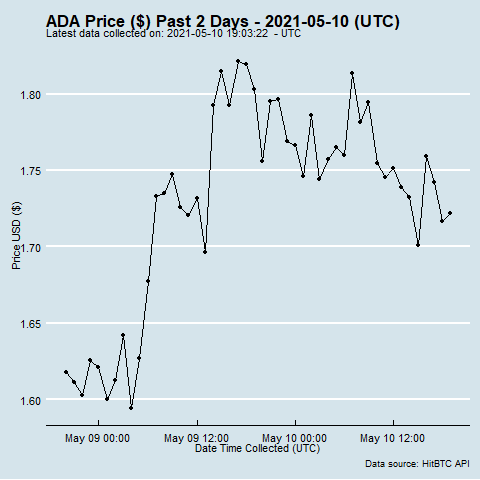 ADA Price ($) Past 2 Days - 2021-05-10 (UTC)
Latest data collected on: 2021-05-10 19:03:22 - UTC
1.80
1.75
1.70
1.65
1.60
Price USD ($)
May 09 00:00
May 09 12:00
May 10 00:00
May 10 12:00
Date Time Collected (UTC)
Data source: HitBTC API